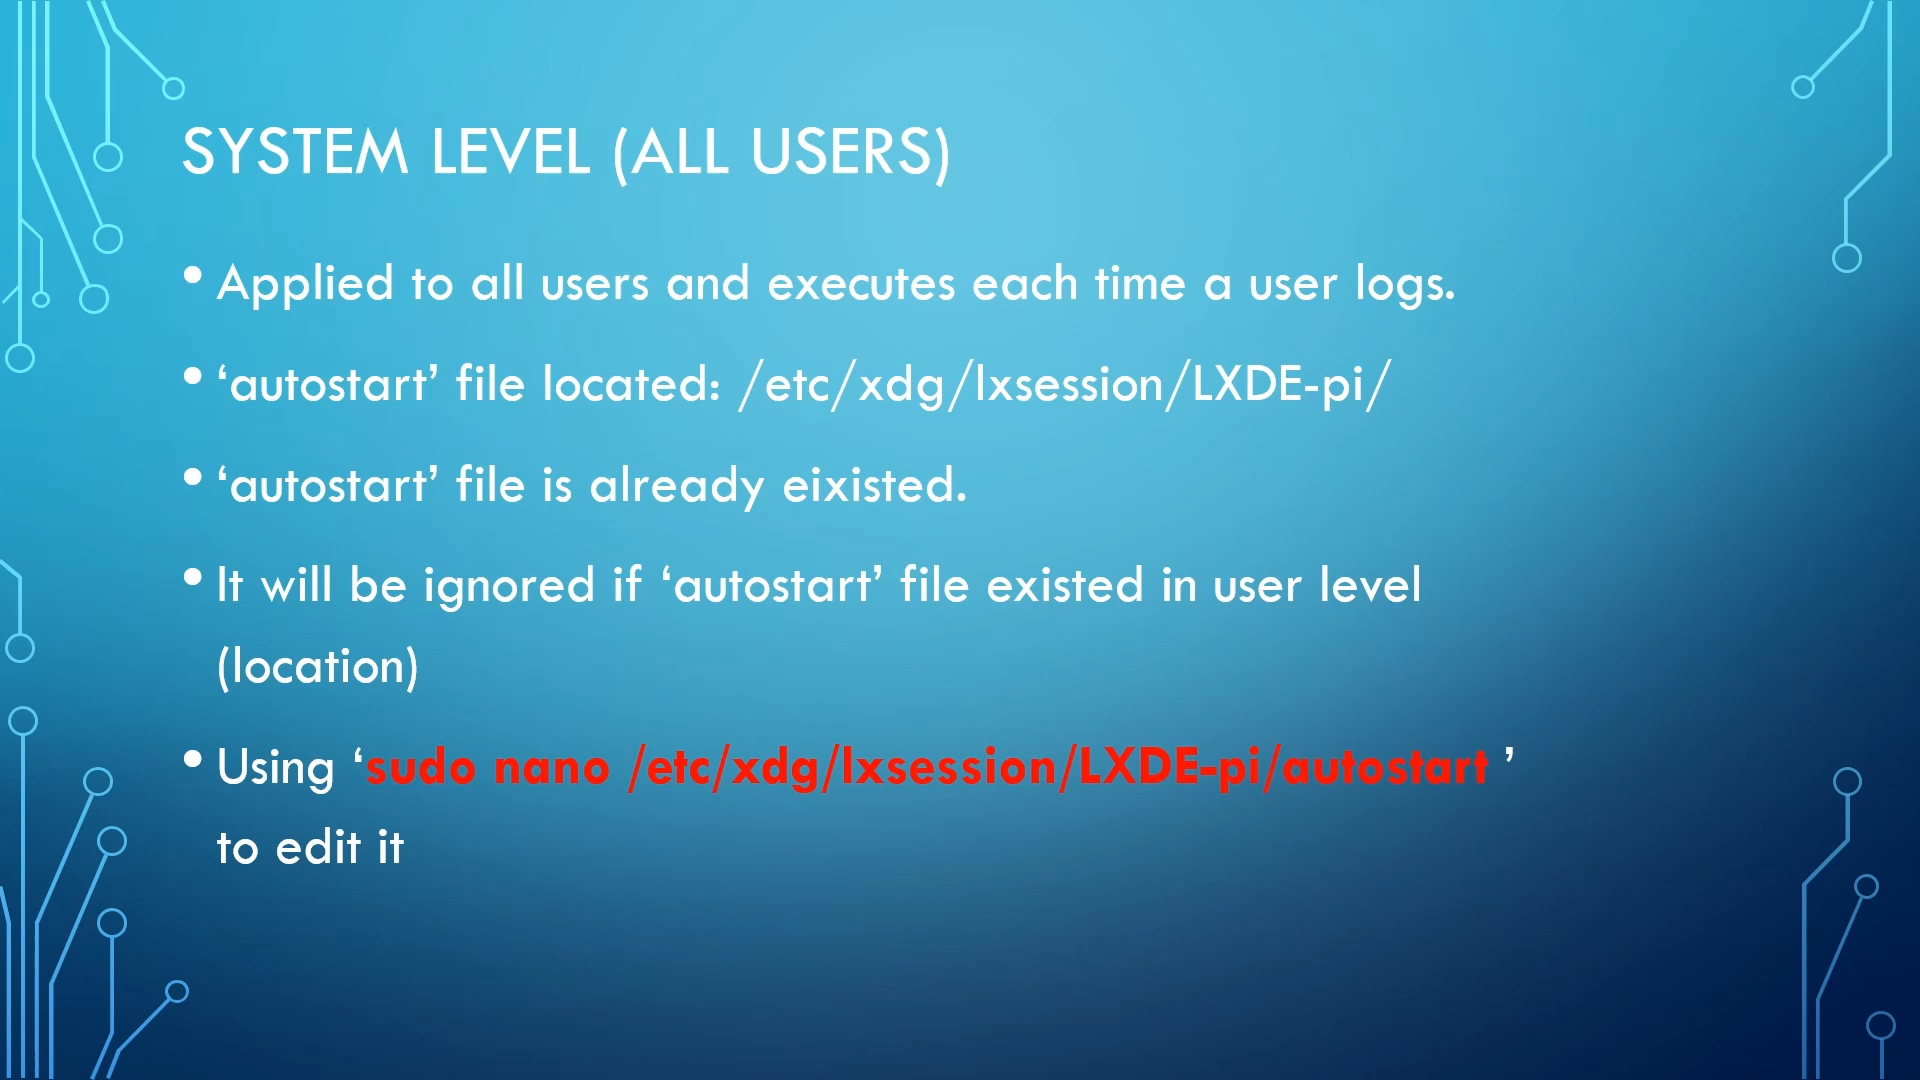 SYSTEM LEVEL (ALL USERS)
• Applied to all users and executes each time a user logs.
• ‘autostart’ file located: /etc/xdg/lxsession/LXDE-pi/
• ‘autostart’ file is already eixisted.
• It will be ignored if ‘autostart’ file existed in user level
(location)
• Using ‘sudo nano /etc/xdg/lxsession/LXDE-pi/autostart ’
to edit it